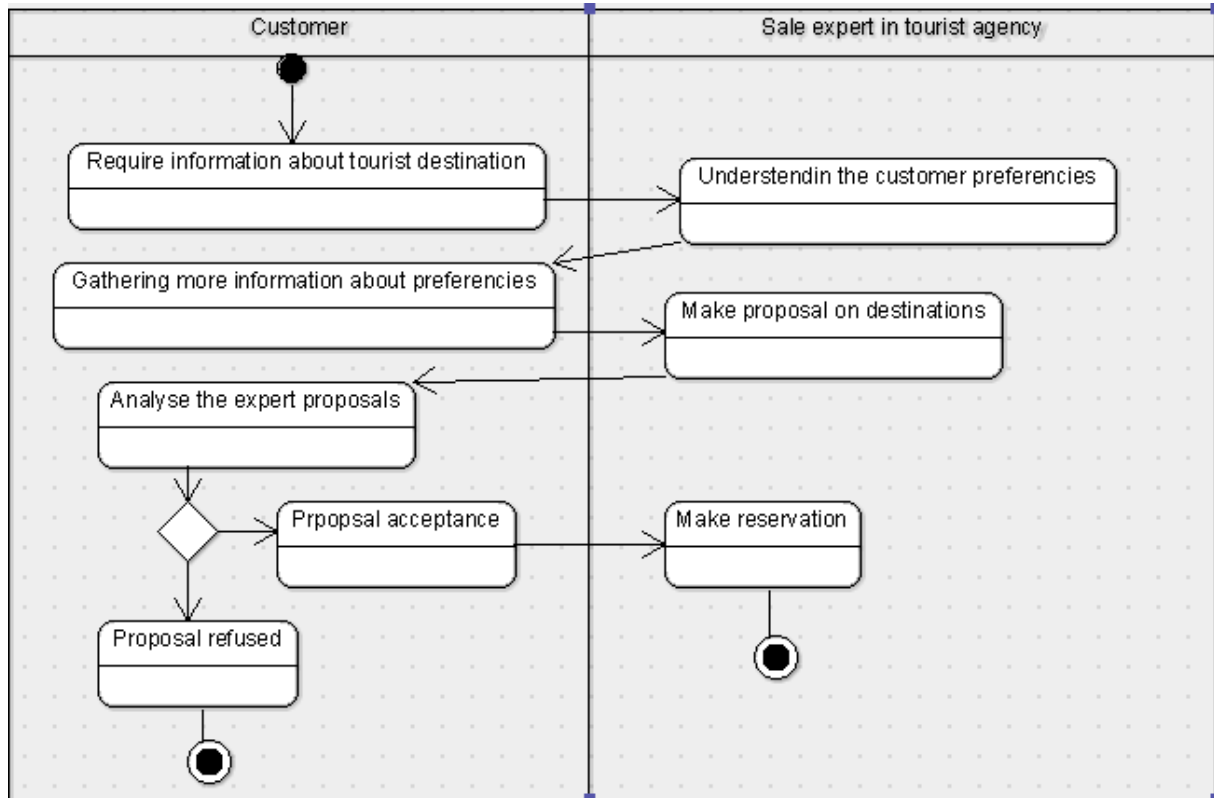 Customer
Sale expert in tourist agency
Require information about tourist destination
Understendin the customer preferencies
Gathering more information about preferencies
Make proposal on destinations
Analyse the expert proposals
Prpopsal acceptance
Make reservation
Proposal refused